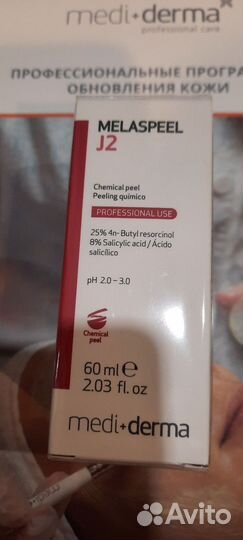 medi+derma
professional care
ПРОФЕССИОНАЛЬНЫЕ ПРОГРА
ОБНОВЛЕНИЯ КОЖИ
MELASPEEL
J2
Chemical peel
Peeling químico
PROFESSIONAL USE
25% 4n- Butyl resorcinol
8% Salicylic acid / Ácido
salicílico
pH 2.0 – 3.0
Chemical
peel
60 ml e
2.03 fl. oz
medi+derma
Avito